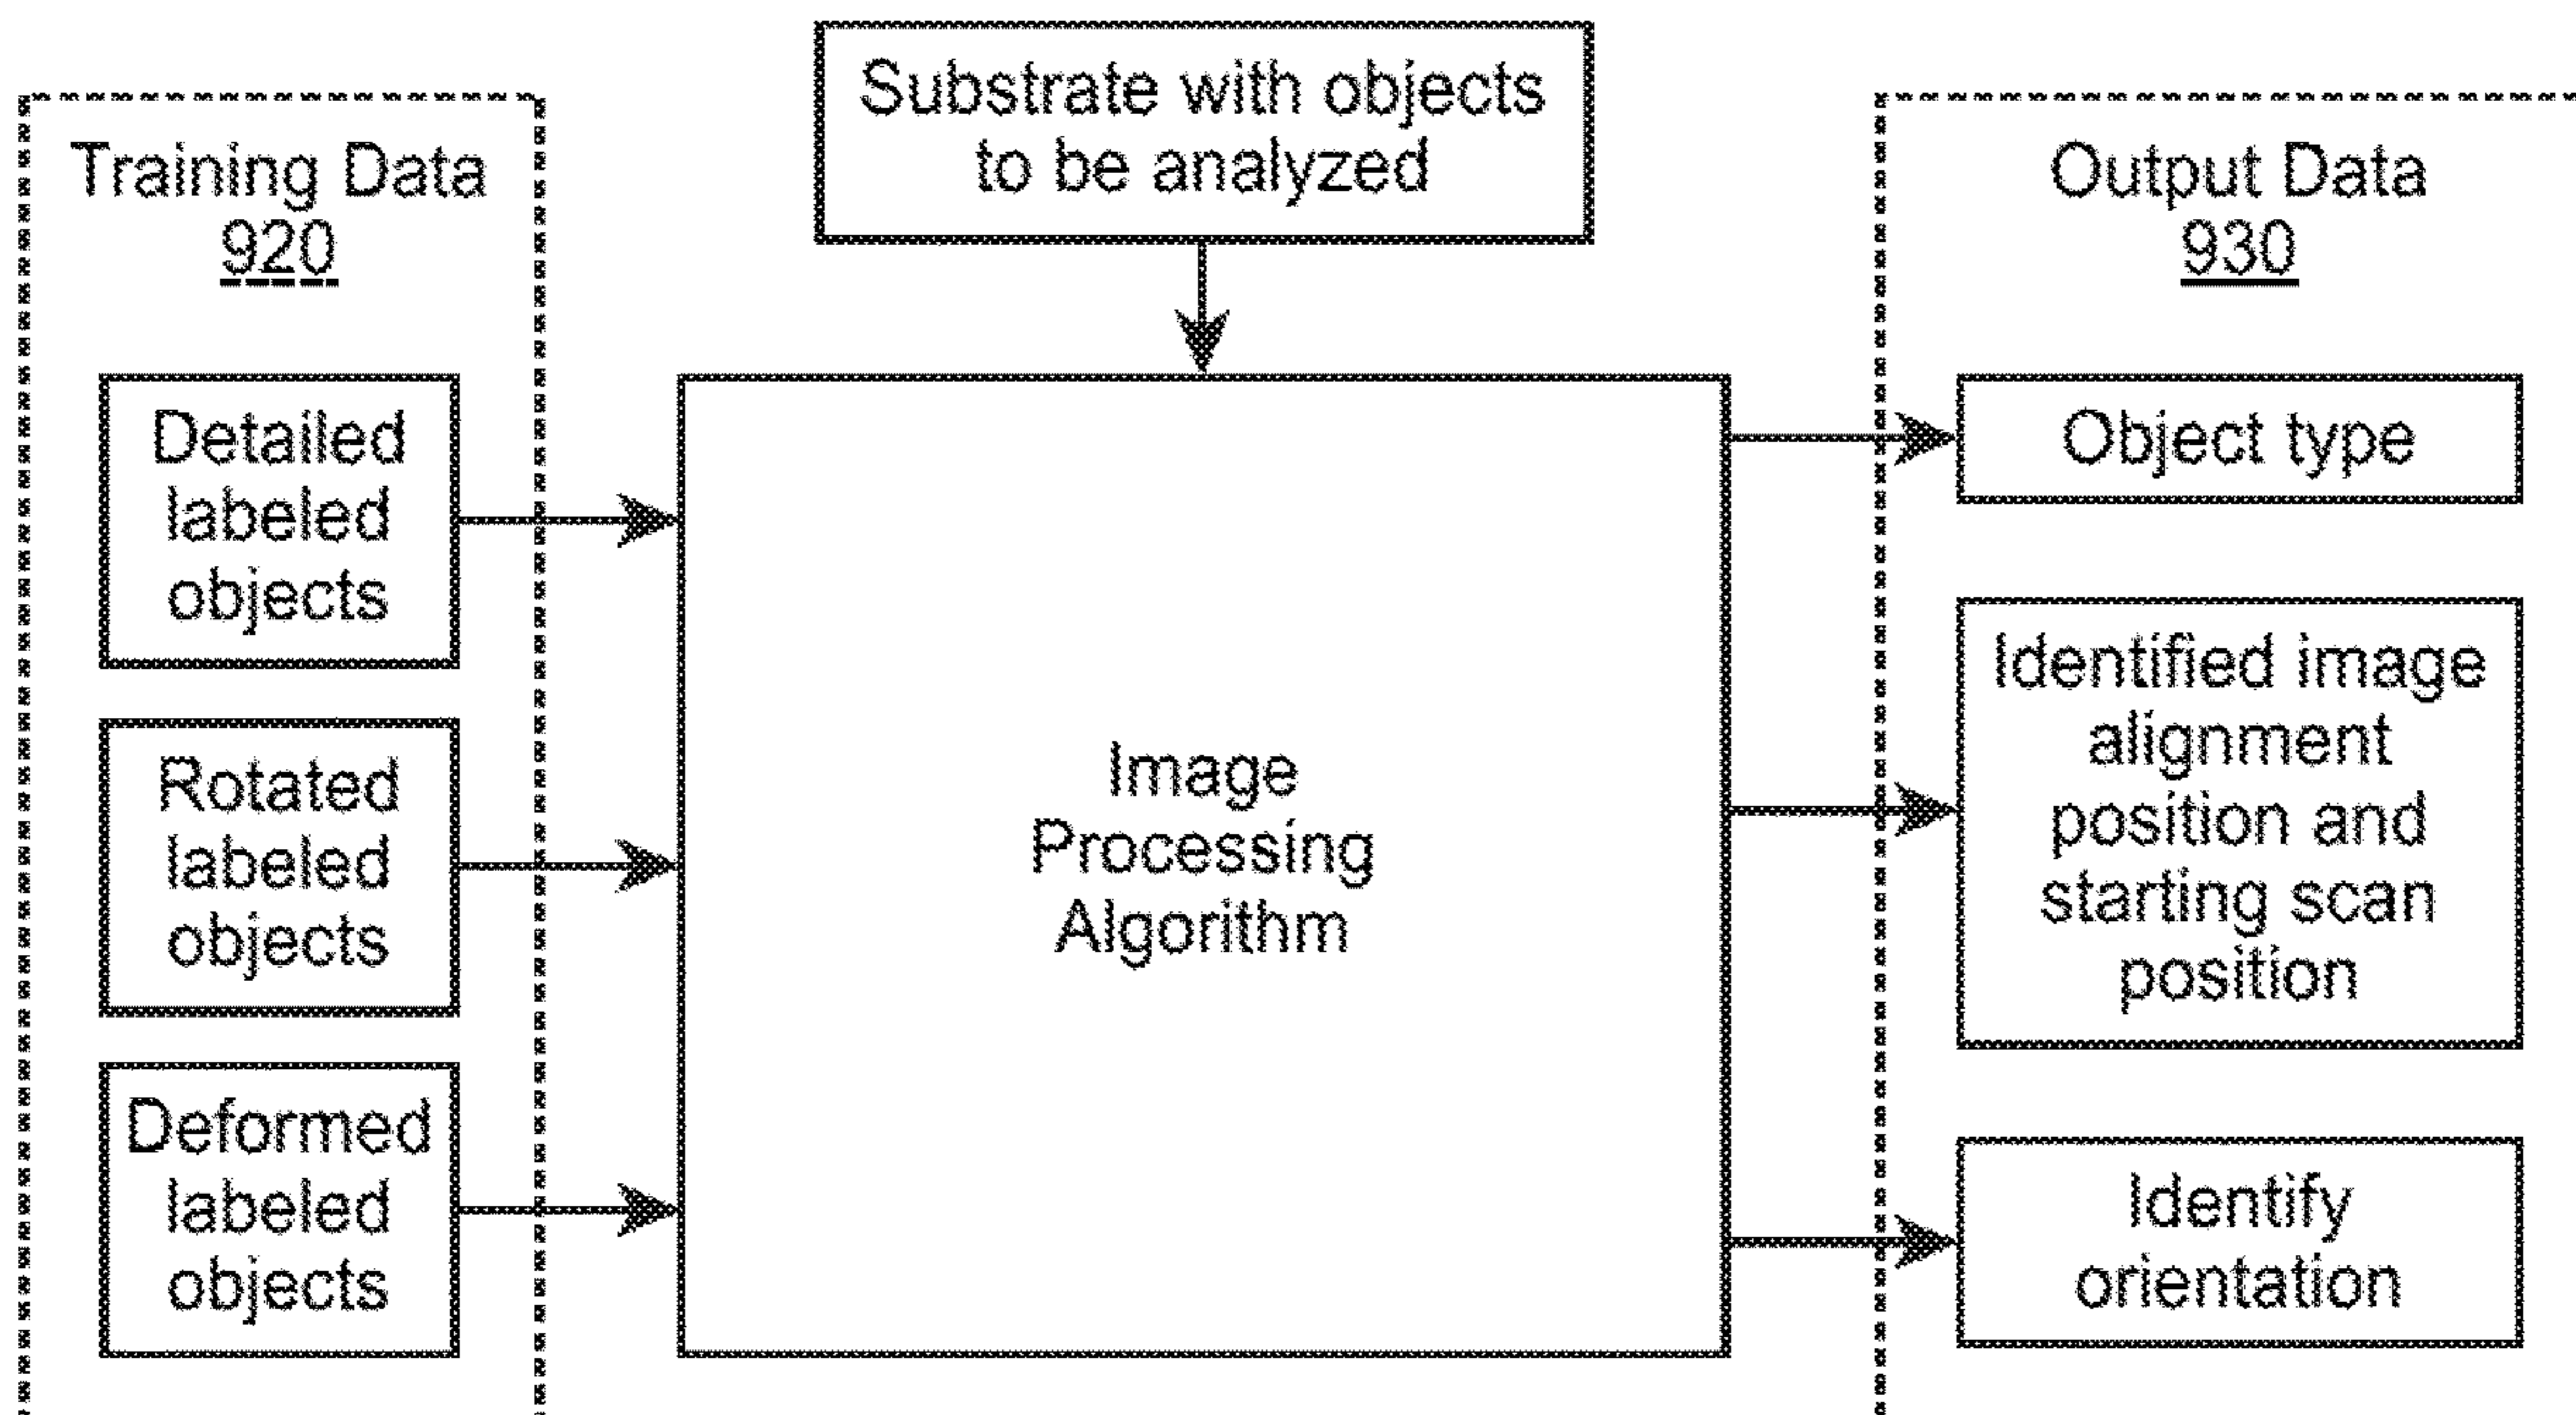 Substrate with objects
to be analyzed
Training Data
920
Detailed
labeled
objects
Rotated
labeled
objects
Deformed
labeled
objects
Image
Processing
Algorithm
Output Data
930
Object type
Identified image
alignment
position and
starting scan
position
Identify
orientation